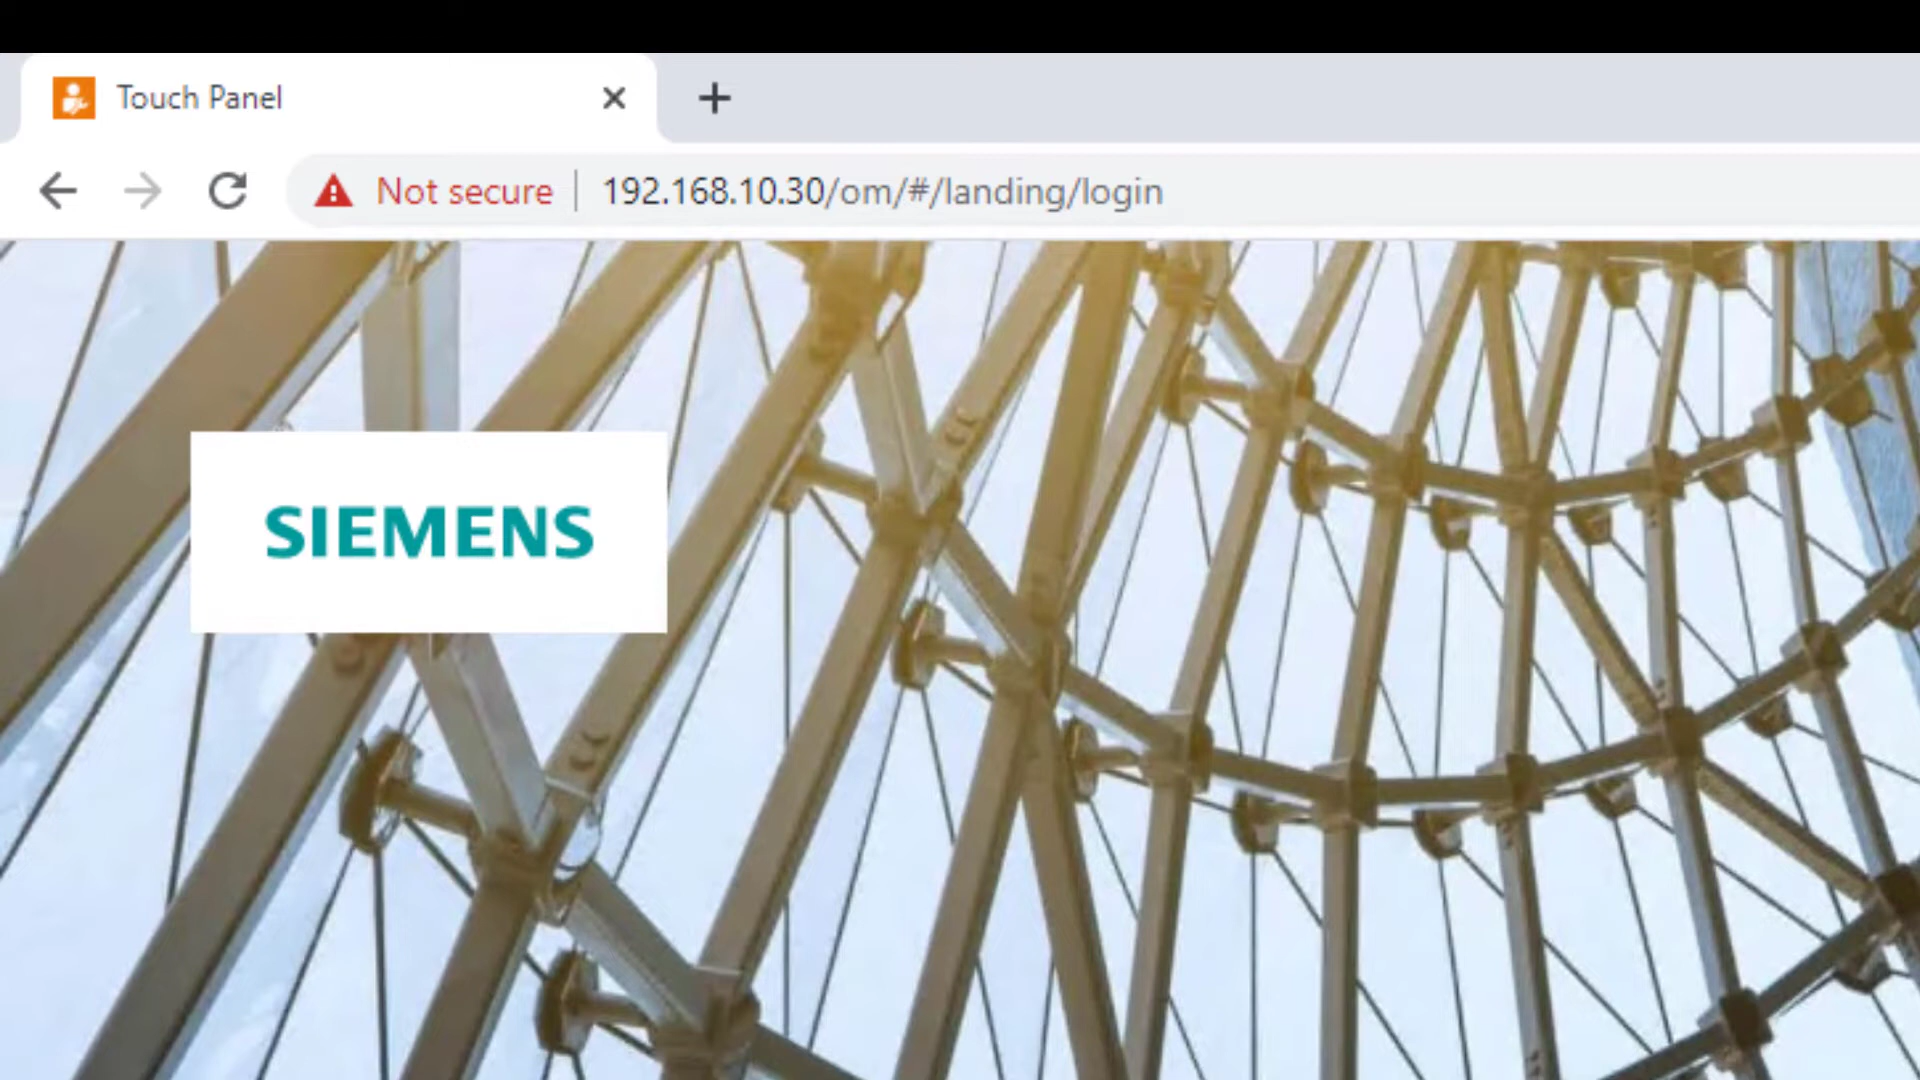 Touch Panel
Not secure 192.168.10.30/om/#/landing/login
SIEMENS